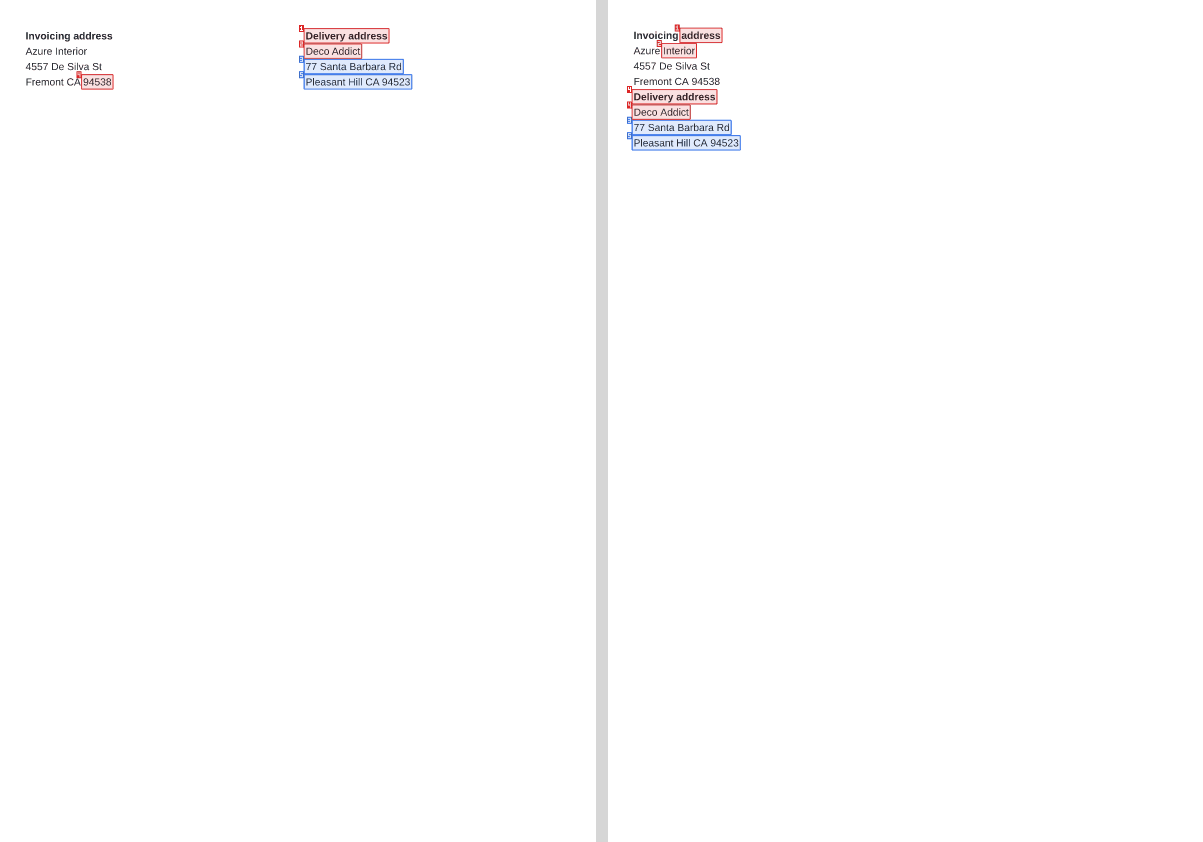 Invoicing address
Azure Interior
4557 De Silva St
Fremont CA 94538
Delivery address
Deco Addict
77 Santa Barbara Rd
Pleasant Hill CA 94523
Invoicing address
Azure Interior
4557 De Silva St
Fremont CA 94538
Delivery address
Deco Addict
77 Santa Barbara Rd
Pleasant Hill CA 94523